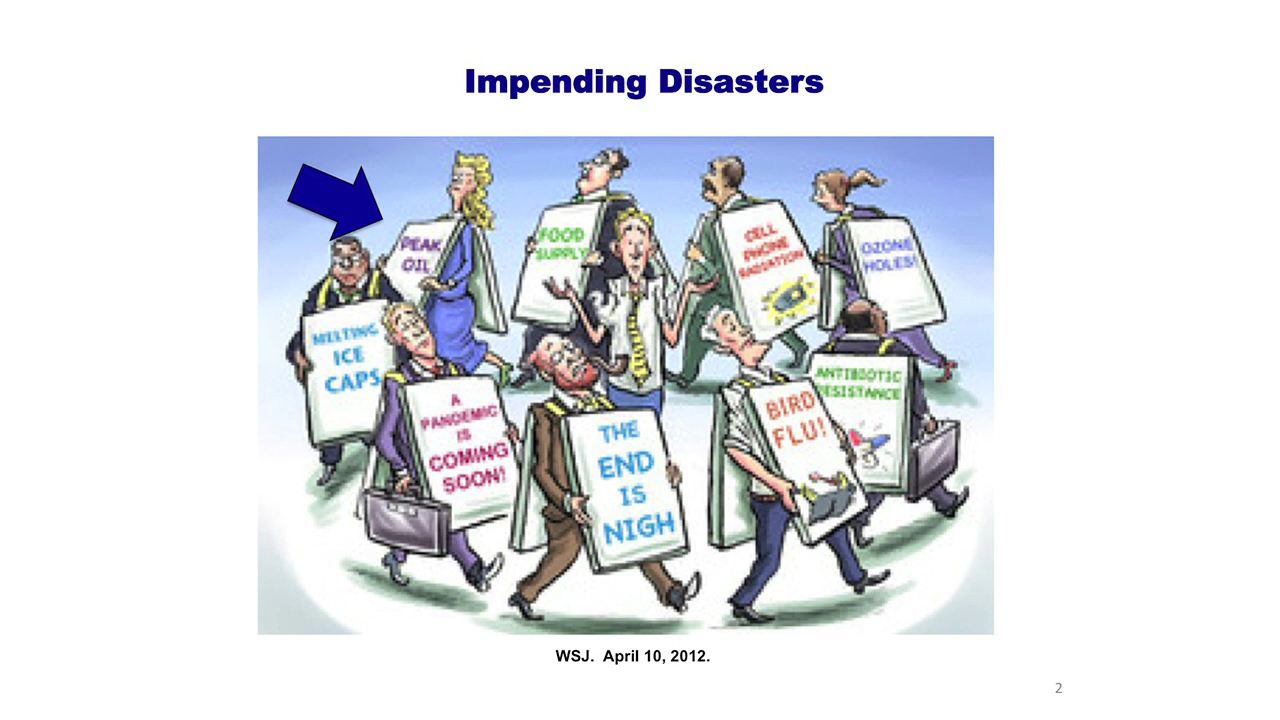 Impending Disasters
PEAK
OIL
FOOD
SUPPLY
CELL
PHONE
RADIATION
OZONE
HOLES!
MELTING
ICE
CAPS
A
PANDEMIC
IS
COMING
SOON!
THE
END
IS
NIGH
BIRD
FLU!
ANTIBIOTIC
RESISTANCE
WSJ.  April 10, 2012.
2